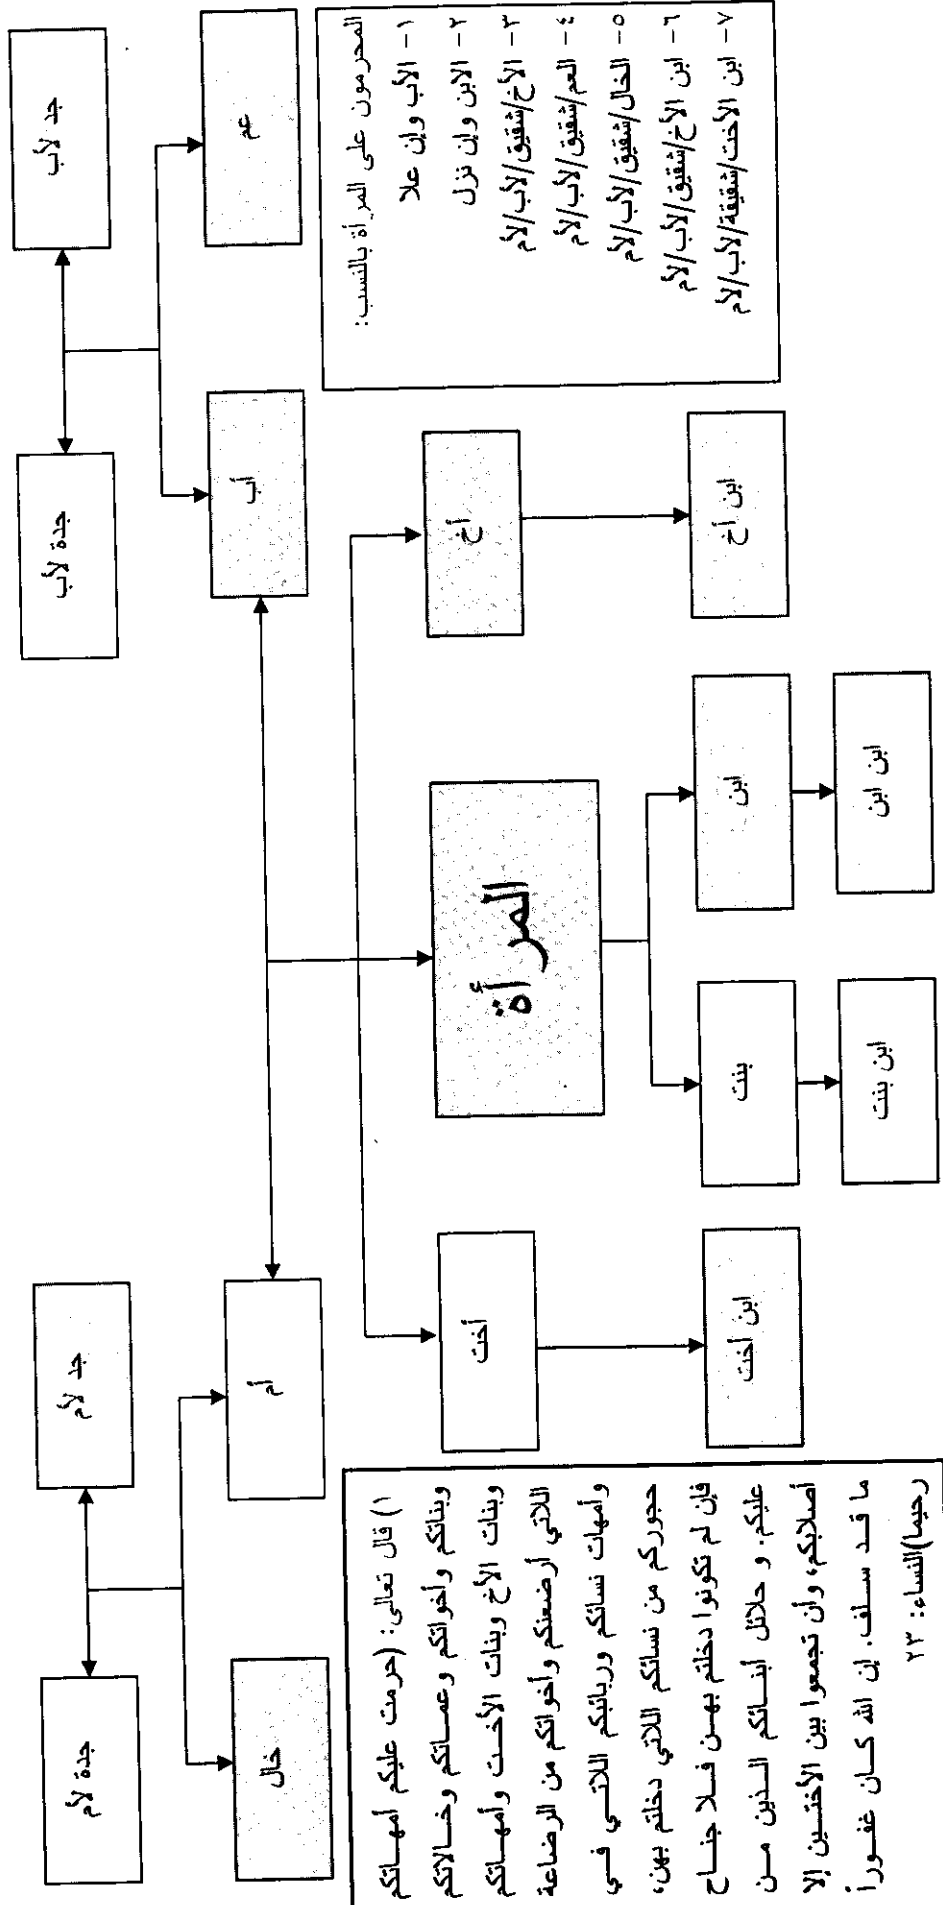 جد لأب
جدة لأب
جد لأم
جدة لأم
عم
أب
أم
خال
المحرمون على المرأة بالنسب:
١- الأب وإن علا
٢- الابن وإن نزل
٣- الأخ/شقيق/لأب/لأم
٤- العم/شقيق/لأب/لأم
٥- الخال/شقيق/لأب/لأم
٦- ابن الأخ/شقيق/لأب/لأم
٧- ابن الأخت/شقيقة/لأب/لأم
أخ
المرأة
أخت
ابن أخ
ابن
بنت
ابن أخت
ابن ابن
ابن بنت
١) قال تعالى: (حرمت عليكم أمهاتكم
وبناتكم وأخواتكم وعماتكم وخالاتكم
وبنات الأخ وبنات الأخت وأمهاتكم
اللاتي أرضعنكم وأخواتكم من الرضاعة
وأمهات نسائكم وربائبكم اللاتي في
حجوركم من نسائكم اللاتي دخلتم بهن،
فإن لم تكونوا دخلتم بهن فلا جناح
عليكم. و حلائل أبنائكم الذين من
أصلابكم، وأن تجمعوا بين الأختين إلا
ما قد سلف. إن الله كان غفوراً
رحيما)النساء: ٢٣